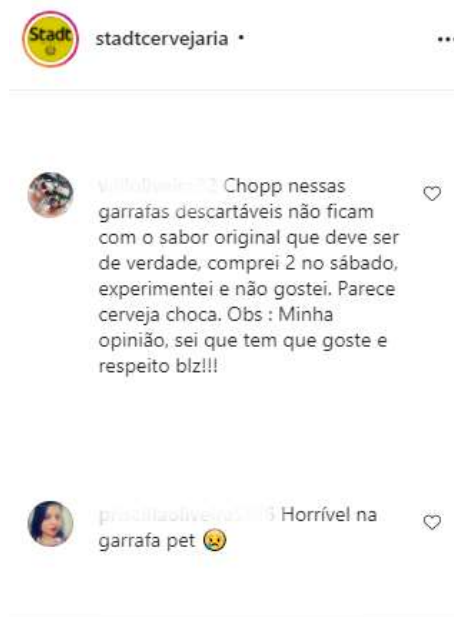 Stadt
stadtcervejaria •
Chopp nessas
garrafas descartáveis não ficam
com o sabor original que deve ser
de verdade, comprei 2 no sábado,
experimentei e não gostei. Parece
cerveja choca. Obs : Minha
opinião, sei que tem que goste e
respeito blz!!!
Horrível na
garrafa pet 😢